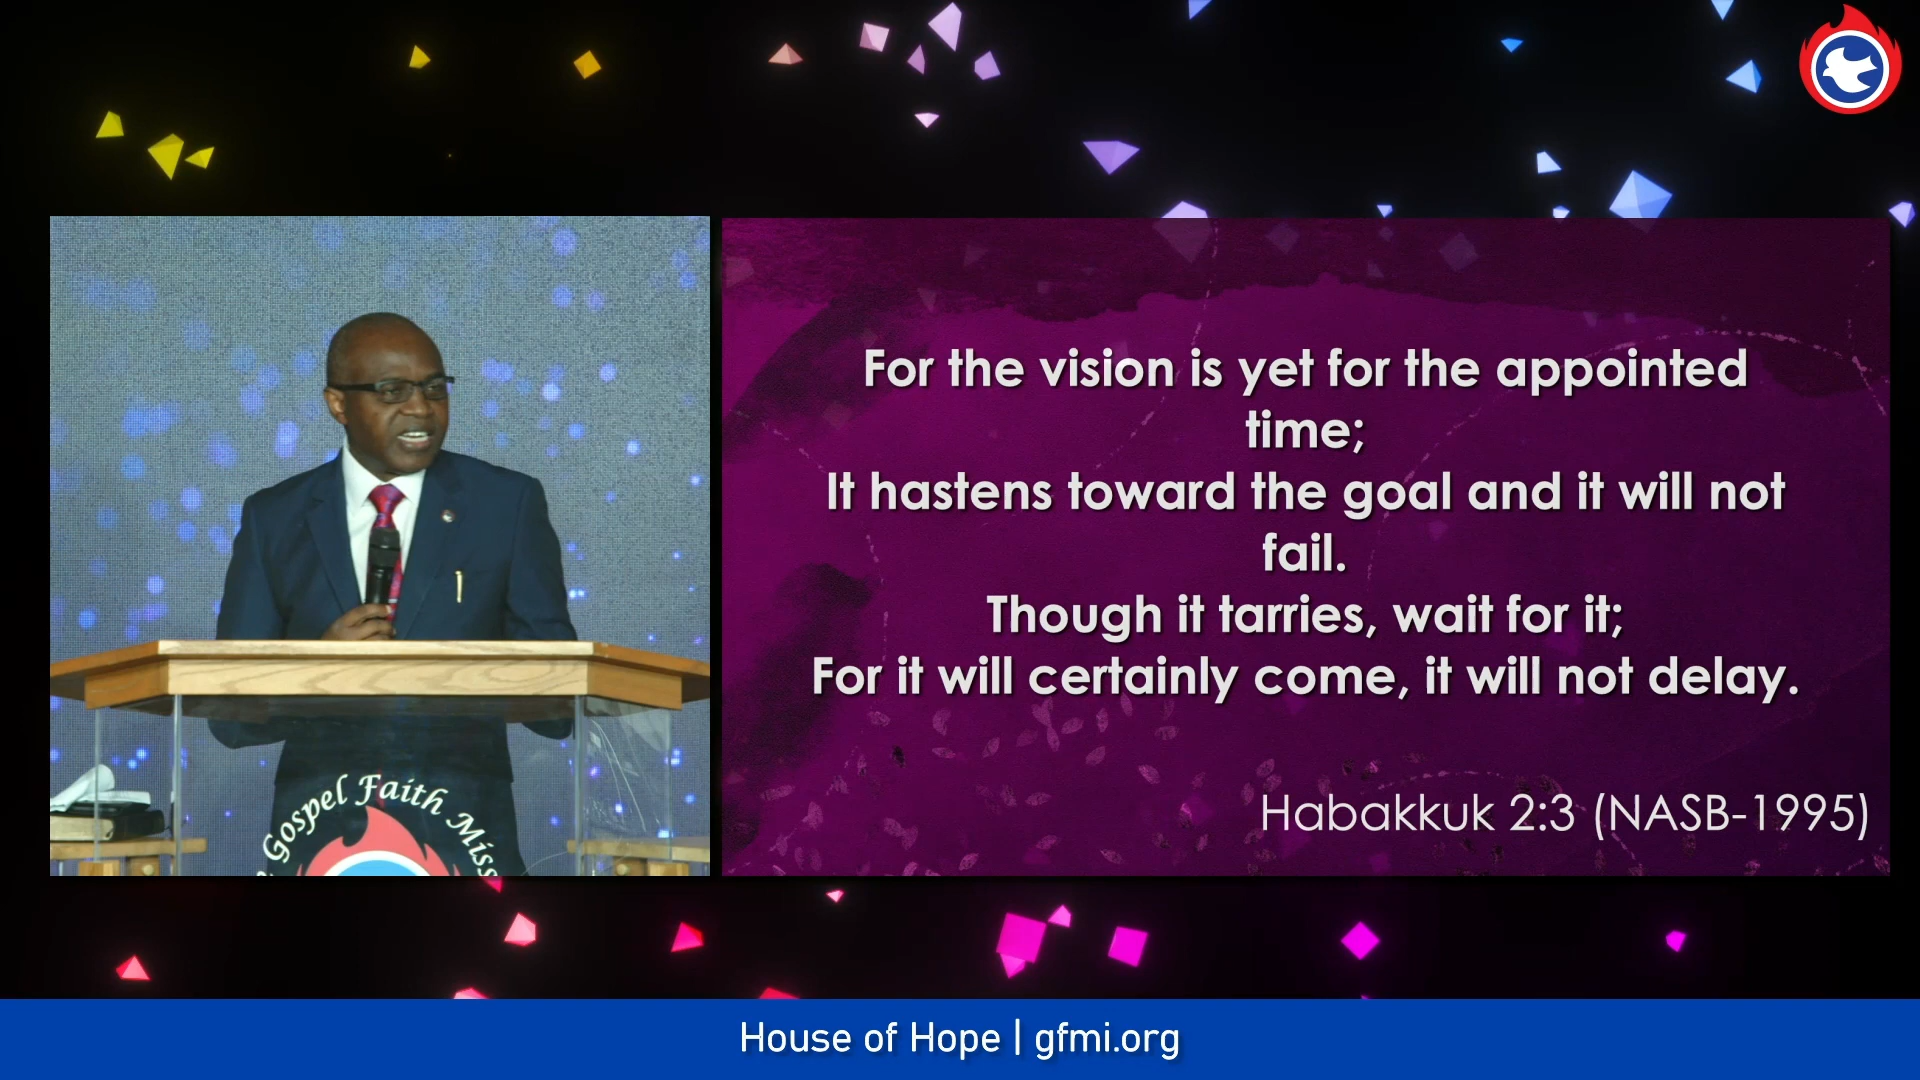 For the vision is yet for the appointed
time;
It hastens toward the goal and it will not
fail.
Though it tarries, wait for it;
For it will certainly come, it will not delay.
Habakkuk 2:3 (NASB-1995)
Gospel Faith
House of Hope | gfmi.org